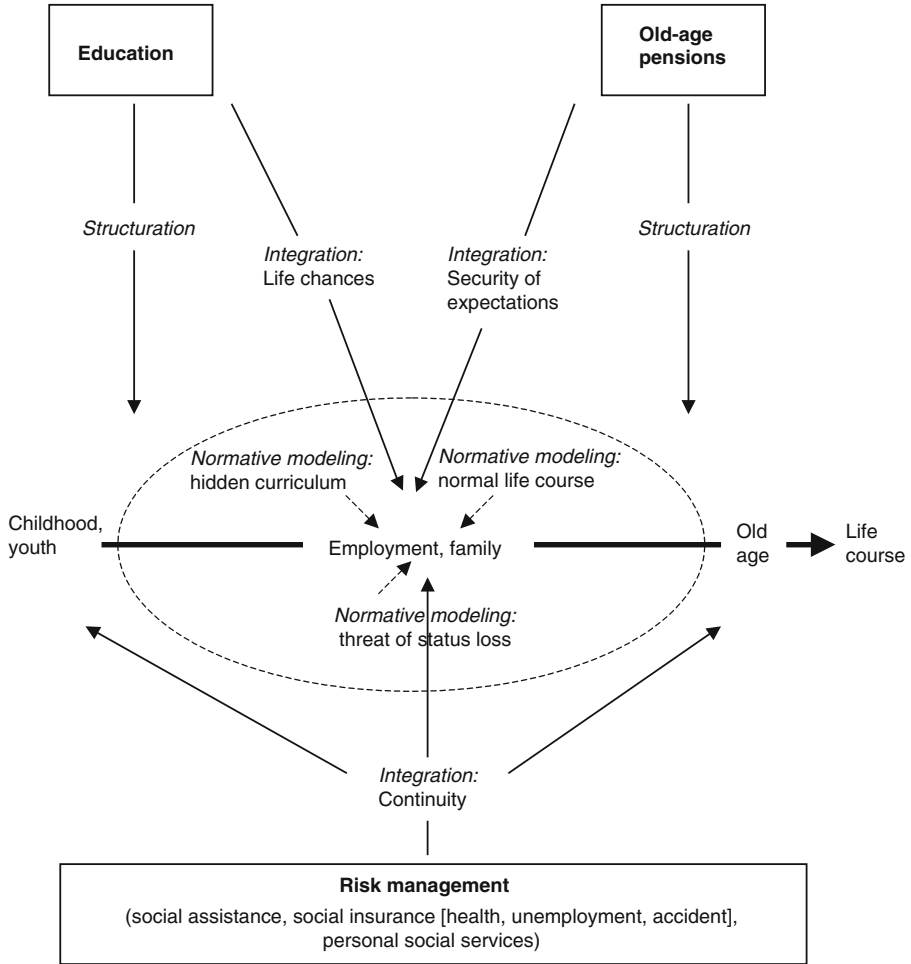 Education
Old-age
pensions
Structuration
Integration:
Life chances
Integration:
Security of
expectations
Structuration
Normative modeling:
hidden curriculum
Normative modeling:
normal life course
Childhood,
youth
Employment, family
Old
age
Life
course
Normative modeling:
threat of status loss
Integration:
Continuity
Risk management
(social assistance, social insurance [health, unemployment, accident],
personal social services)